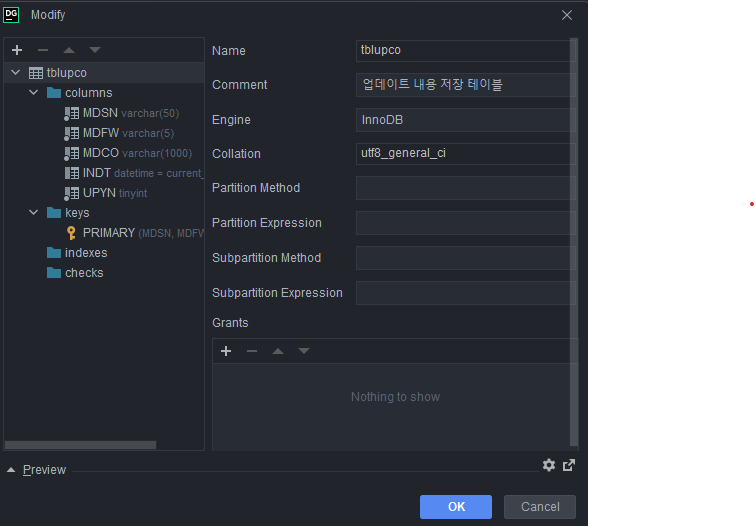 DG Modify
tblupco
columns
MDSN varchar(50)
MDFW varchar(5)
MDCO varchar(1000)
INDT datetime = current_
UPYN tinyint
keys
PRIMARY (MDSN, MDFW
indexes
checks
Name tblupco
Comment 업데이트 내용 저장 테이블
Engine InnoDB
Collation utf8_general_ci
Partition Method
Partition Expression
Subpartition Method
Subpartition Expression
Grants
Nothing to show
Preview
OK Cancel